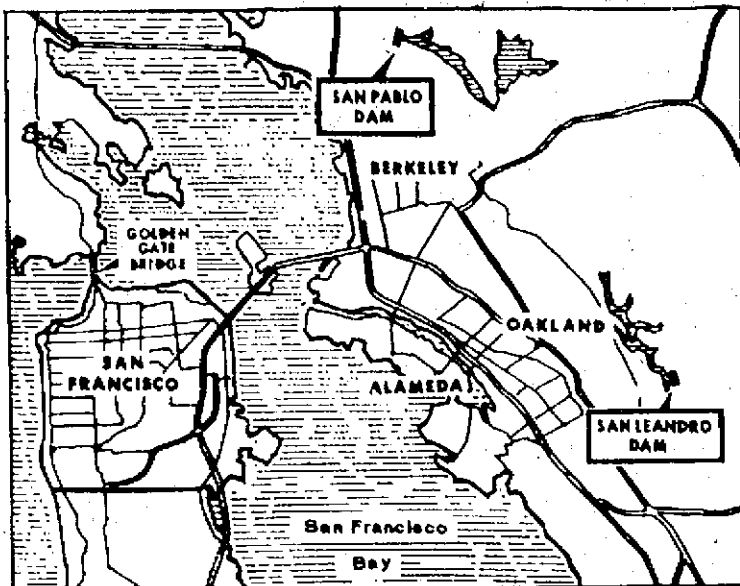 SAN PABLO
DAM
BERKELEY
GOLDEN
GATE
BRIDGE
OAKLAND
SAN
FRANCISCO
ALAMEDA
SAN LEANDRO
DAM
San Francisco
Bay